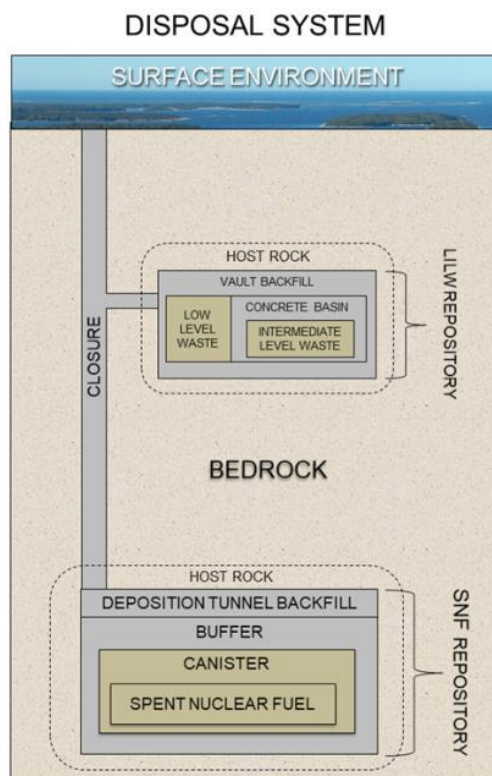 DISPOSAL SYSTEM
SURFACE ENVIRONMENT
HOST ROCK
VAULT BACKFILL
LOW
LEVEL
WASTE
CONCRETE BASIN
INTERMEDIATE
LEVEL WASTE
LILW REPOSITORY
CLOSURE
BEDROCK
HOST ROCK
DEPOSITION TUNNEL BACKFILL
BUFFER
CANISTER
SPENT NUCLEAR FUEL
SNF REPOSITORY